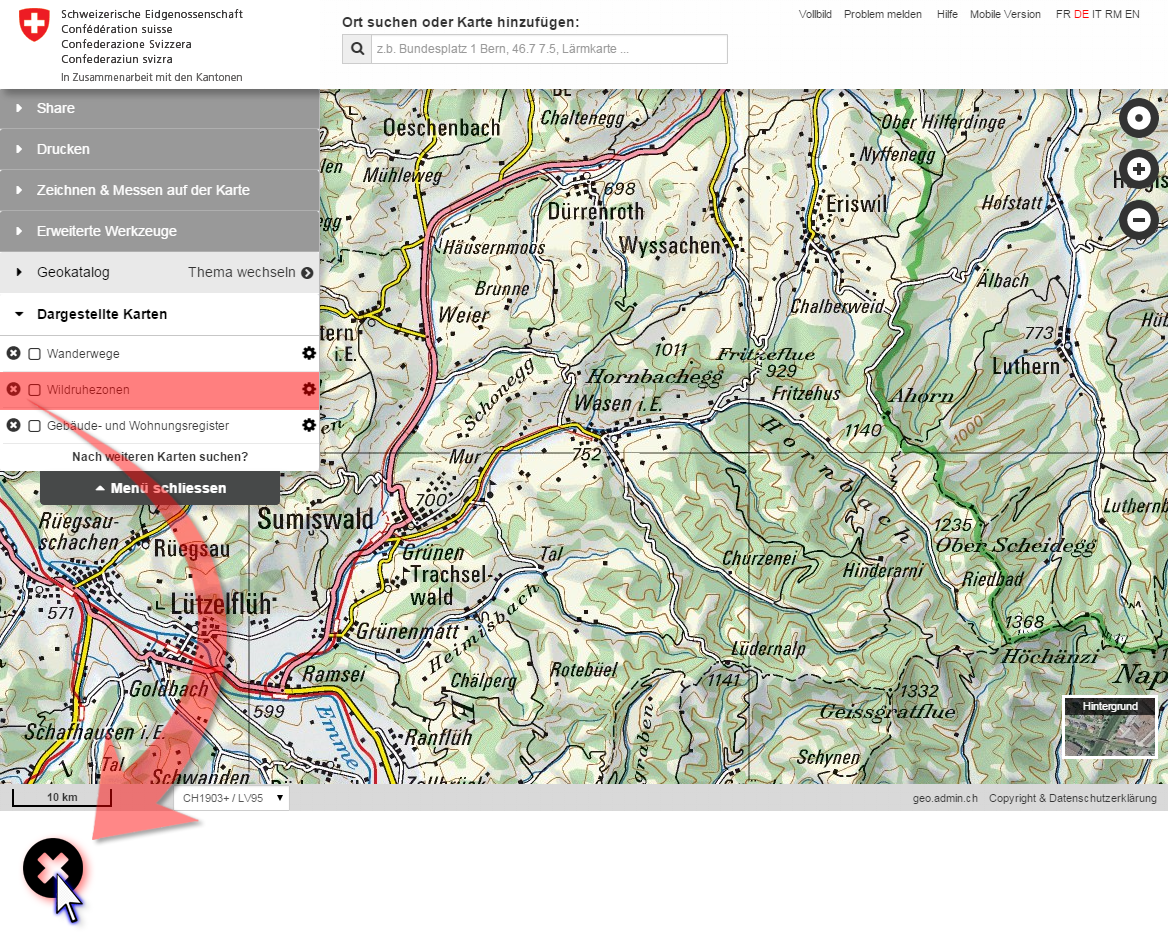 Schweizerische Eidgenossenschaft
Confédération suisse
Confederazione Svizzera
Confederaziun svizra
In Zusammenarbeit mit den Kantonen
Ort suchen oder Karte hinzufügen:
z.b. Bundesplatz 1 Bern, 46.7 7.5, Lärmkarte ...
Vollbild Problem melden Hilfe Mobile Version FR DE IT RM EN
Share
Drucken
Zeichnen & Messen auf der Karte
Erweiterte Werkzeuge
Geokatalog Thema wechseln
Dargestellte Karten
Wanderwege
Wildruhezonen
Gebäude- und Wohnungsregister
Nach weiteren Karten suchen?
Menü schliessen
Oeschenbach
Chaltenegg
Ober Hilferdinge
Nyffenegg
Mühleweg
698
Dürrenroth
Eriswil
Hofstatt
Häusernmoos
Wyssachen
Brunne
Älbach
Weier
Chalberweid
773
Luthern
tern
i.E.
1011
Fritzeflue
929
Hornbachegg
Fritzehus
Schonegg
Wasen i.E.
Ahorn
1000
1140
Hornbach
Mur
752
700
Sumiswald
Rüegsau-
schachen
Rüegsau
1235
Ober Scheidegg
Grünen
Tal
Churzenei
Hinderarni
Riedbad
Trachsel-
wald
571
Lützelflüh
Heimisbach
Grünenmatt
1368
Höchänzi
Lüdernalp
Nap
Ramsei
Rotebüel
1141
Chälperg
Goldbach
599
1332
Geissgratflue
Schafhausen i.E.
Emme
Ranflüh
graben
Schynen
Tal
Schwanden
Hintergrund
10 km
CH1903+ / LV95
geo.admin.ch Copyright & Datenschutzerklärung